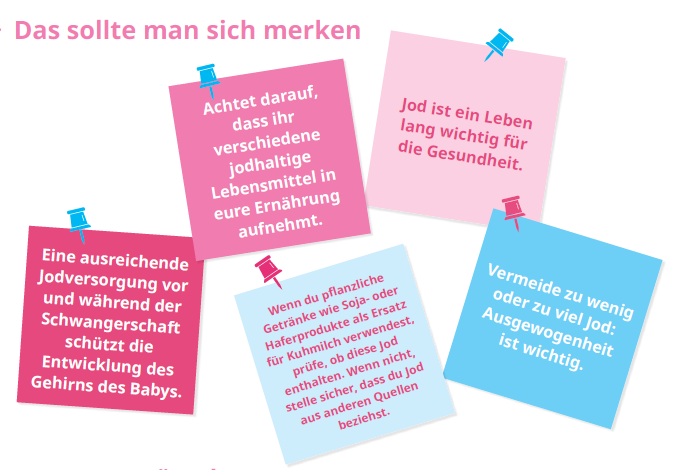 Das sollte man sich merken
Achtet darauf,
dass ihr
verschiedene
jodhaltige
Lebensmittel in
eure Ernährung
aufnehmt.
Jod ist ein Leben
lang wichtig für
die Gesundheit.
Eine ausreichende
Jodversorgung vor
und während der
Schwangerschaft
schützt die
Entwicklung des
Gehirns des Babys.
Wenn du pflanzliche
Getränke wie Soja- oder
Haferprodukte als Ersatz
für Kuhmilch verwendest,
prüfe, ob diese Jod
enthalten. Wenn nicht,
stelle sicher, dass du Jod
aus anderen Quellen
beziehst.
Vermeide zu wenig
oder zu viel Jod:
Ausgewogenheit
ist wichtig.